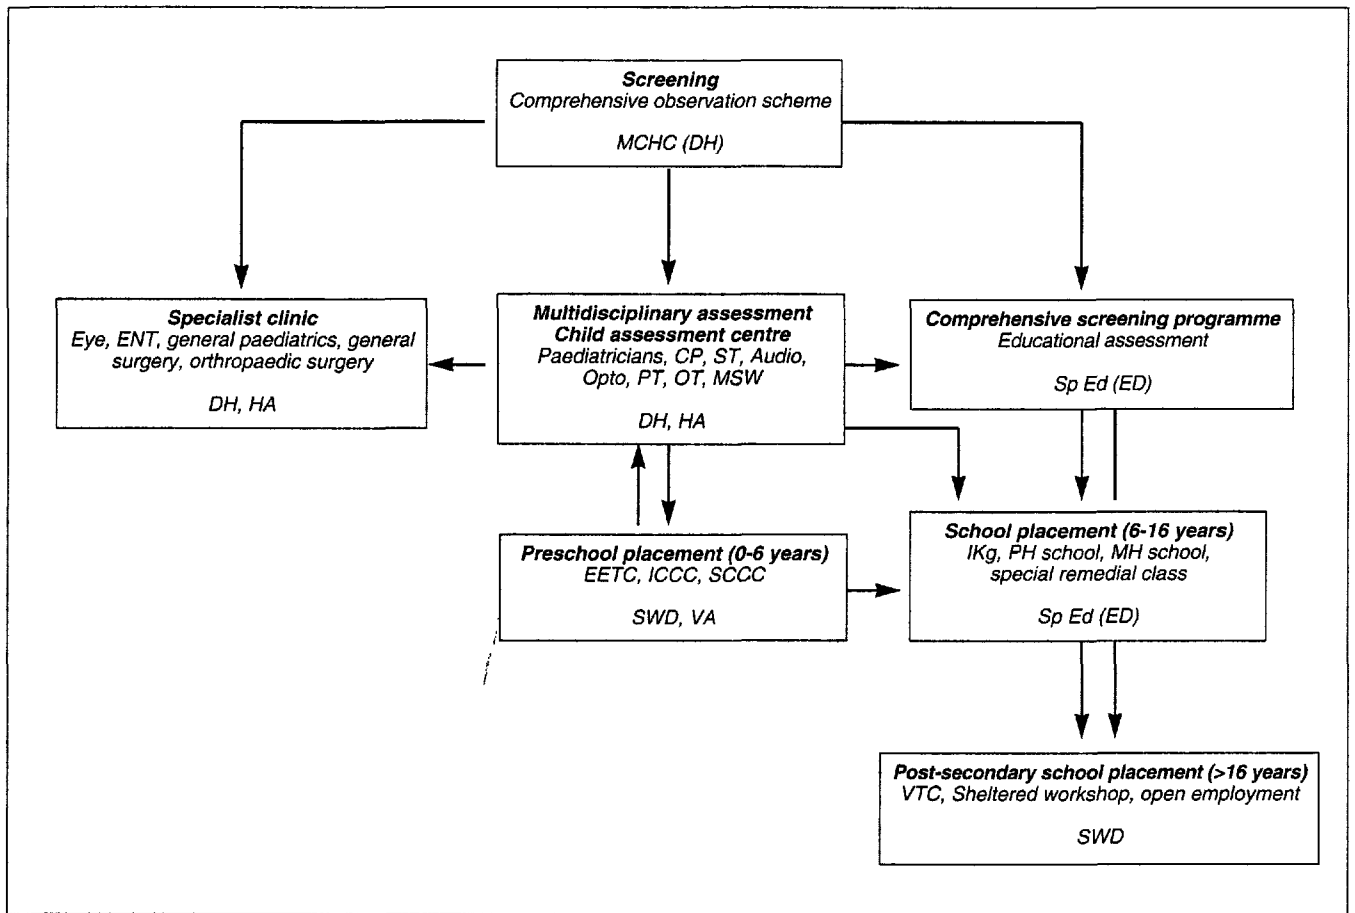 Screening
Comprehensive observation scheme
MCHC (DH)
Specialist clinic
Eye, ENT, general paediatrics, general
surgery, orthropaedic surgery
DH, HA
Multidisciplinary assessment
Child assessment centre
Paediatricians, CP, ST, Audio,
Opto, PT, OT, MSW
DH, HA
Comprehensive screening programme
Educational assessment
Sp Ed (ED)
Preschool placement (0-6 years)
EETC, ICCC, SCCC
SWD, VA
School placement (6-16 years)
IKg, PH school, MH school,
special remedial class
Sp Ed (ED)
Post-secondary school placement (>16 years)
VTC, Sheltered workshop, open employment
SWD